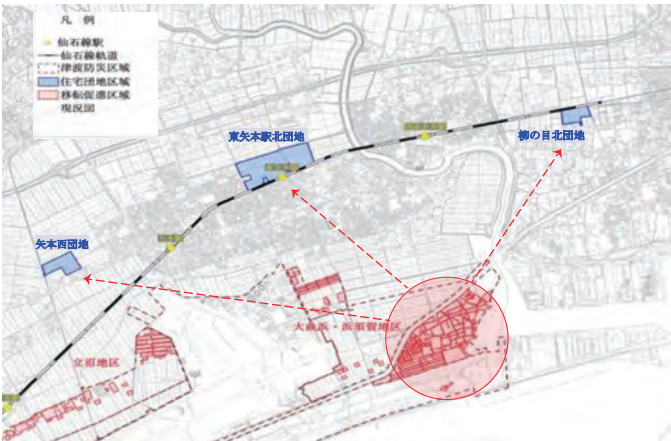 凡 例
仙石線駅
仙石線軌道
津波防災区域
住宅団地区域
移転促進区域
現況図
東矢本駅北団地
柳の目北団地
矢本西団地
大曲浜・浜須賀地区
立沼地区